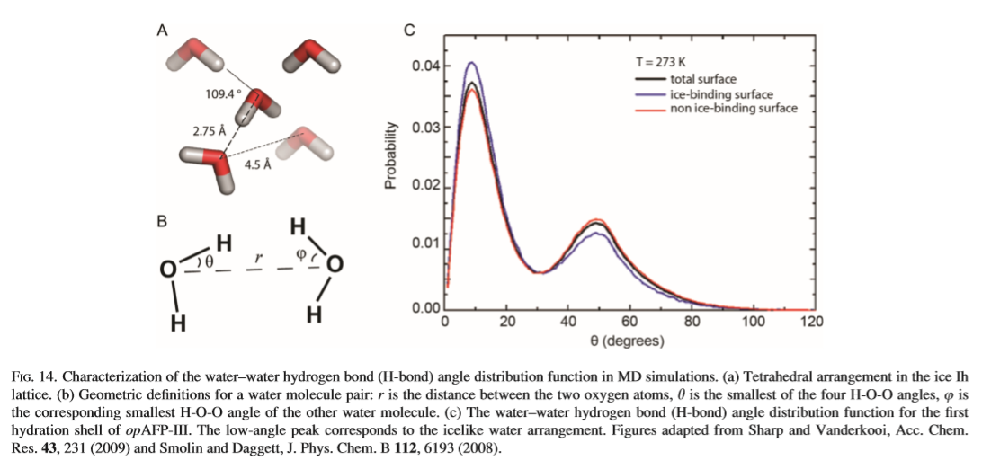 A
109.4°
2.75 Å
4.5 Å
B
H
O
θ
r
H
H
φ
O
H
C
Probability
0.04
0.03
0.02
0.01
0.00
T = 273 K
total surface
ice-binding surface
non ice-binding surface
0 20 40 60 80 100 120
θ (degrees)
FIG. 14. Characterization of the water–water hydrogen bond (H-bond) angle distribution function in MD simulations. (a) Tetrahedral arrangement in the ice Ih
lattice. (b) Geometric definitions for a water molecule pair: r is the distance between the two oxygen atoms, θ is the smallest of the four H-O-O angles, φ is
the corresponding smallest H-O-O angle of the other water molecule. (c) The water–water hydrogen bond (H-bond) angle distribution function for the first
hydration shell of opAFP-III. The low-angle peak corresponds to the icelike water arrangement. Figures adapted from Sharp and Vanderkooi, Acc. Chem.
Res. 43, 231 (2009) and Smolin and Daggett, J. Phys. Chem. B 112, 6193 (2008).